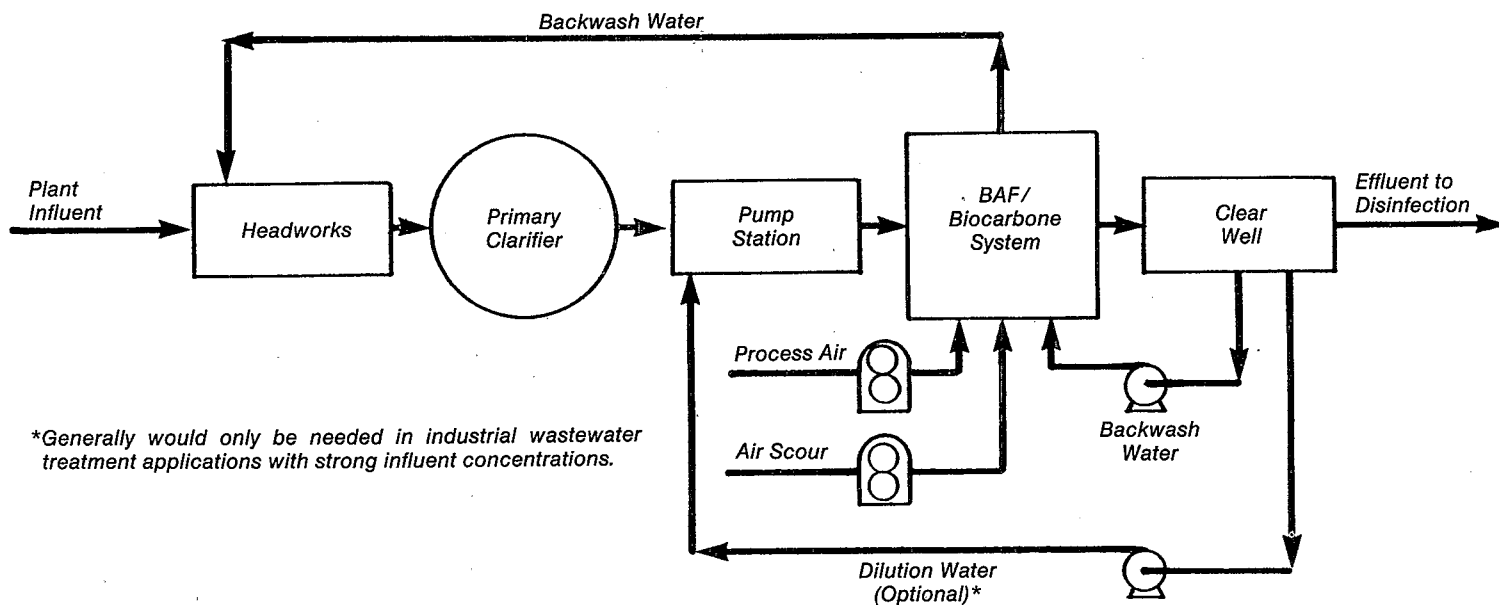 Backwash Water
Plant
Influent
Headworks
Primary
Clarifier
Pump
Station
BAF/
Biocarbone
System
Clear
Well
Effluent to
Disinfection
Process Air
Air Scour
Backwash
Water
*Generally would only be needed in industrial wastewater
treatment applications with strong influent concentrations.
Dilution Water
(Optional)*